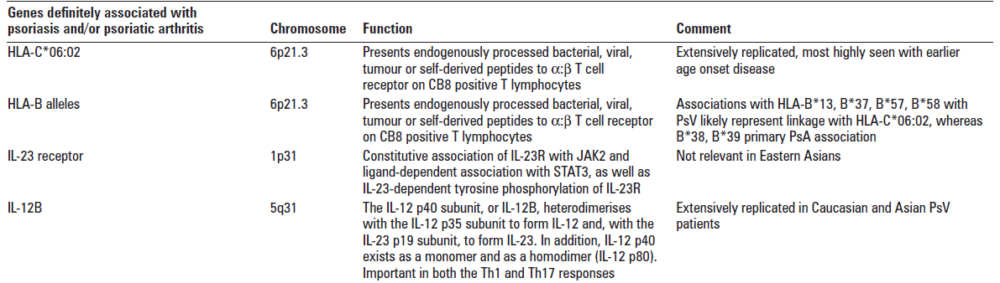 Genes definitely associated with
psoriasis and/or psoriatic arthritis Chromosome Function Comment
HLA-C*06:02 6p21.3 Presents endogenously processed bacterial, viral, Extensively replicated, most highly seen with earlier
tumour or self-derived peptides to α:β T cell age onset disease
receptor on CB8 positive T lymphocytes
HLA-B alleles 6p21.3 Presents endogenously processed bacterial, viral, Associations with HLA-B*13, B*37, B*57, B*58 with
tumour or self-derived peptides to α:β T cell receptor PsV likely represent linkage with HLA-C*06:02, whereas
on CB8 positive T lymphocytes B*38, B*39 primary PsA association
IL-23 receptor 1p31 Constitutive association of IL-23R with JAK2 and Not relevant in Eastern Asians
ligand-dependent association with STAT3, as well as
IL-23-dependent tyrosine phosphorylation of IL-23R
IL-12B 5q31 The IL-12 p40 subunit, or IL-12B, heterodimerises Extensively replicated in Caucasian and Asian PsV
with the IL-12 p35 subunit to form IL-12 and, with the patients
IL-23 p19 subunit, to form IL-23. In addition, IL-12 p40
exists as a monomer and as a homodimer (IL-12 p80).
Important in both the Th1 and Th17 responses